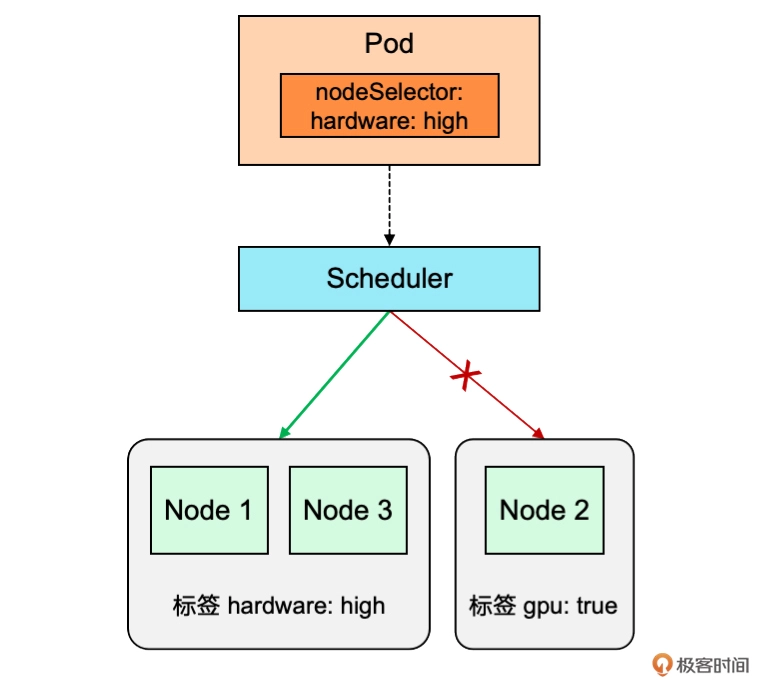 Pod
nodeSelector:
hardware: high
Scheduler
Node 1
Node 3
Node 2
标签 hardware: high
标签 gpu: true
极客时间